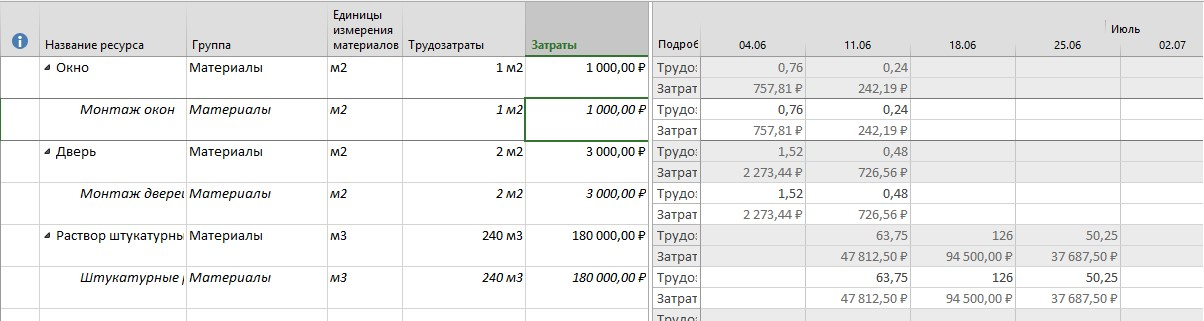 Название ресурса Группа Единицы измерения материалов Трудозатраты Затраты Подроб Июль
04.06 11.06 18.06 25.06 02.07
Окно Материалы м2 1 м2 1 000,00 ₽ Трудо: 0,76 0,24
Затрат 757,81 ₽ 242,19 ₽
Монтаж окон Материалы м2 1 м2 1 000,00 ₽ Трудо: 0,76 0,24
Затрат 757,81 ₽ 242,19 ₽
Дверь Материалы м2 2 м2 3 000,00 ₽ Трудо: 1,52 0,48
Затрат 2 273,44 ₽ 726,56 ₽
Монтаж двере Материалы м2 2 м2 3 000,00 ₽ Трудо: 1,52 0,48
Затрат 2 273,44 ₽ 726,56 ₽
Раствор штукатурны Материалы м3 240 м3 180 000,00 ₽ Трудо: 63,75 126 50,25
Затрат 47 812,50 ₽ 94 500,00 ₽ 37 687,50 ₽
Штукатурные Материалы м3 240 м3 180 000,00 ₽ Трудо: 63,75 126 50,25
Затрат 47 812,50 ₽ 94 500,00 ₽ 37 687,50 ₽
Трудо: